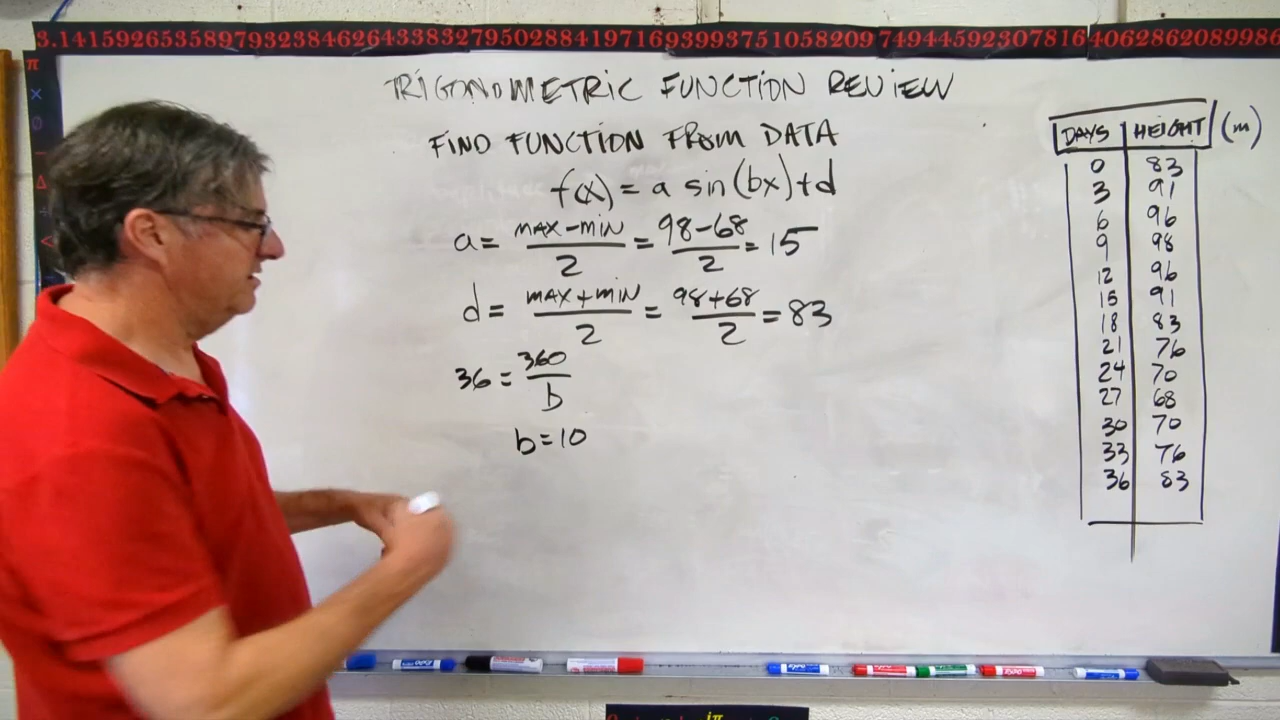 3.14159265358979323846264338327950288419716939937510582097494459230781640628620899 86
π
TRIGONOMETRIC FUNCTION REVIEW
FIND FUNCTION FROM DATA
f(x) = a sin(bx)+d
a = max-min/2 = 98-68/2 = 15
d = max+min/2 = 98+68/2 = 83
36 = 360/b
b=10
DAYS HEIGHT (m)
0 83
3 91
6 96
9 98
12 96
15 91
18 83
21 76
24 70
27 68
30 70
33 76
36 83